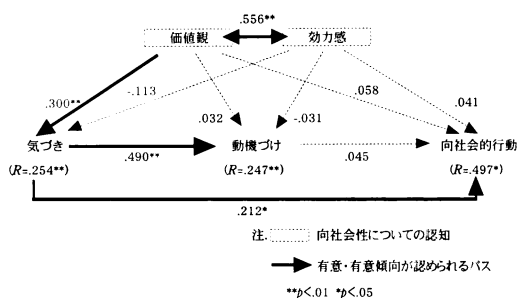 .556**
価値観
効力感
.300**
-.113
.032
-.031
.058
.041
気づき
.490**
動機づけ
.045
向社会的行動
(R=.254**)
(R=.247**)
(R=.497*)
.212*
注. 向社会性についての認知
有意・有意傾向が認められるパス
**p<.01 *p<.05